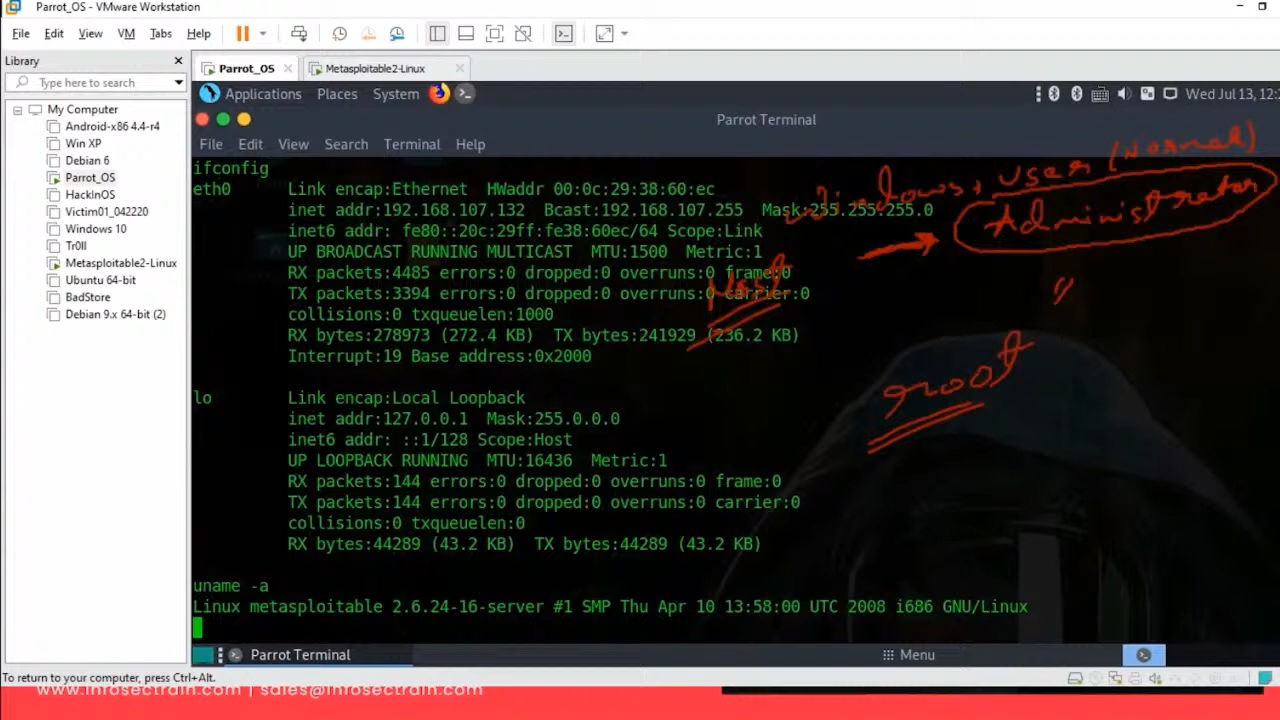 Parrot_OS - VMware Workstation
File Edit View VM Tabs Help
Library
Type here to search
My Computer
Android-x86 4.4-r4
Win XP
Debian 6
Parrot_OS
HackInOS
Victim01_042220
Windows 10
Tr0ll
Metasploitable2-Linux
Ubuntu 64-bit
BadStore
Debian 9.x 64-bit (2)
Parrot_OS Metasploitable2-Linux
Applications Places System Wed Jul 13, 12:
Parrot Terminal
File Edit View Search Terminal Help
ifconfig
eth0 Link encap:Ethernet HWaddr 00:0c:29:38:60:ec
inet addr:192.168.107.132 Bcast:192.168.107.255 Mask:255.255.255.0
inet6 addr: fe80::20c:29ff:fe38:60ec/64 Scope:Link
UP BROADCAST RUNNING MULTICAST MTU:1500 Metric:1
RX packets:4485 errors:0 dropped:0 overruns:0 frame:0
TX packets:3394 errors:0 dropped:0 overruns:0 carrier:0
collisions:0 txqueuelen:1000
RX bytes:278973 (272.4 KB) TX bytes:241929 (236.2 KB)
Interrupt:19 Base address:0x2000
lo Link encap:Local Loopback
inet addr:127.0.0.1 Mask:255.0.0.0
inet6 addr: ::1/128 Scope:Host
UP LOOPBACK RUNNING MTU:16436 Metric:1
RX packets:144 errors:0 dropped:0 overruns:0 frame:0
TX packets:144 errors:0 dropped:0 overruns:0 carrier:0
collisions:0 txqueuelen:0
RX bytes:44289 (43.2 KB) TX bytes:44289 (43.2 KB)
uname -a
Linux metasploitable 2.6.24-16-server #1 SMP Thu Apr 10 13:58:00 UTC 2008 i686 GNU/Linux
windows, user (Normal)
Administrator
"
root
Parrot Terminal Menu
To return to your computer, press Ctrl+Alt.
www.infosectrain.com | sales@infosectrain.com